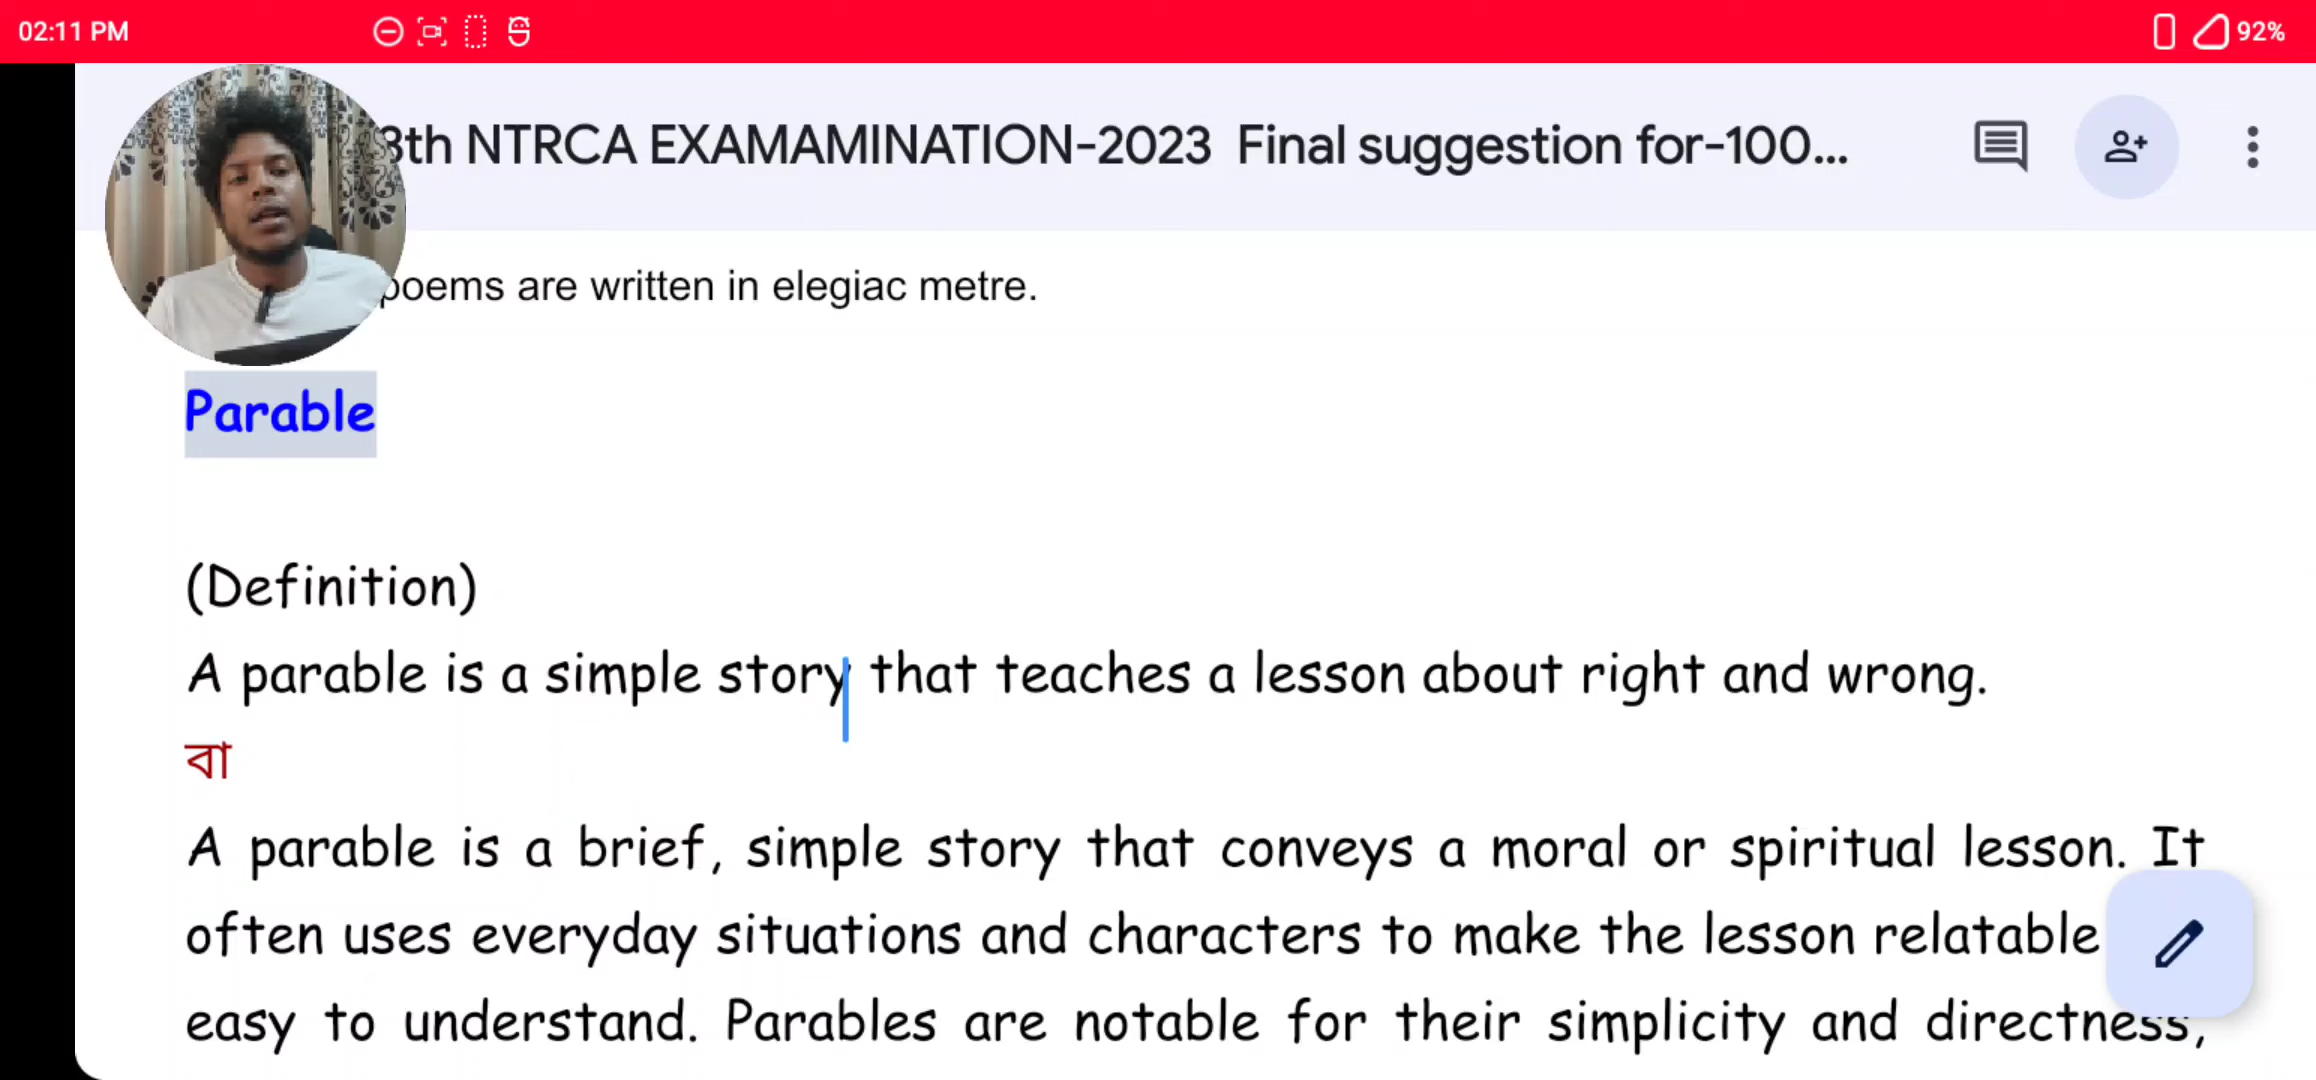 02:11 PM
92%
8th NTRCA EXAMAMINATION-2023 Final suggestion for-100...
poems are written in elegiac metre.
Parable
(Definition)
A parable is a simple story that teaches a lesson about right and wrong.
বা
A parable is a brief, simple story that conveys a moral or spiritual lesson. It
often uses everyday situations and characters to make the lesson relatable
easy to understand. Parables are notable for their simplicity and directness,